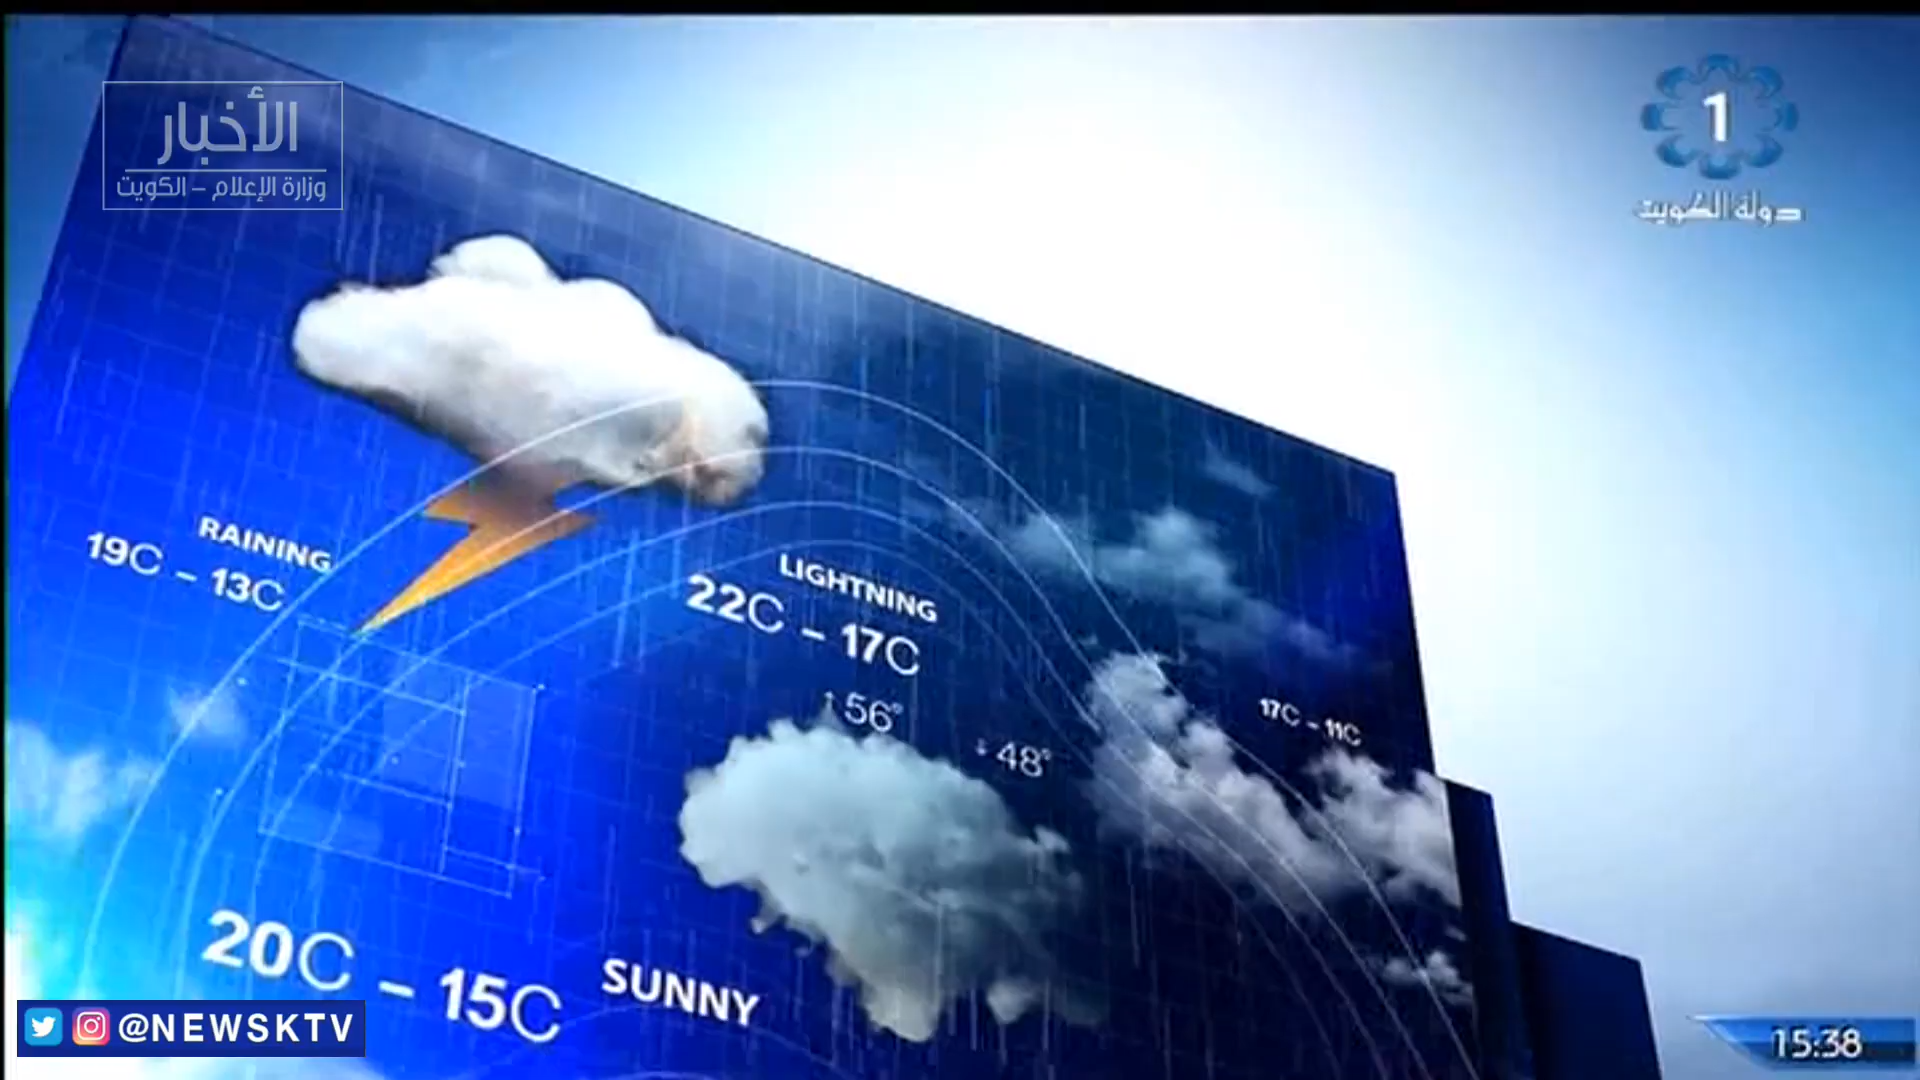 الأخبار
وزارة الإعلام – الكويت
1
دولة الكويت
RAINING
19C – 13C
LIGHTNING
22C – 17C
↑ 56°
↓ 48°
17C – 11C
20C – 15C
SUNNY
@NEWSKTV
15:38